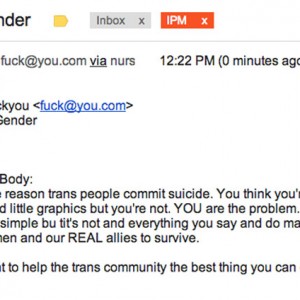 nder Inbox x IPM x
fuck@you.com via nurs 12:22 PM (0 minutes ago
ckyou <fuck@you.com>
Gender
Body:
e reason trans people commit suicide. You think you'r
d little graphics but you're not. YOU are the problem.
simple bu tit's not and everything you say and do ma
en and our REAL allies to survive.
t to help the trans community the best thing you can